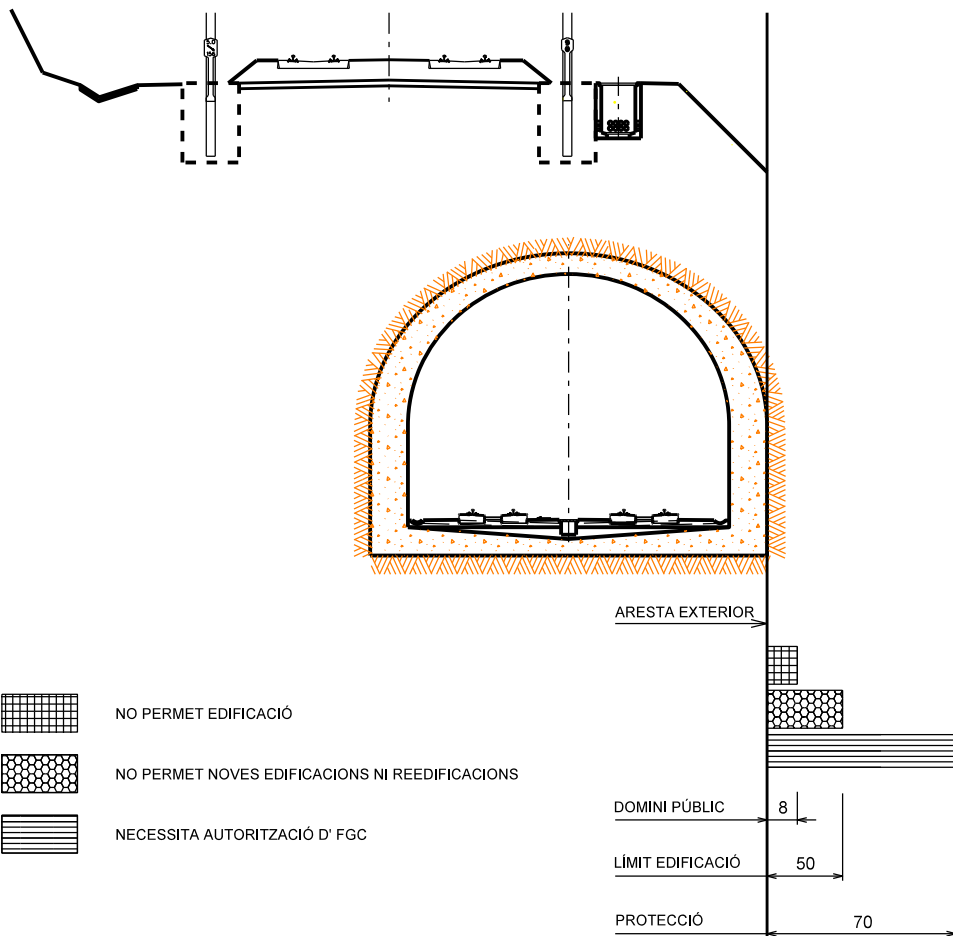 ARESTA EXTERIOR
NO PERMET EDIFICACIÓ
NO PERMET NOVES EDIFICACIONS NI REEDIFICACIONS
NECESSITA AUTORITZACIÓ D' FGC
DOMINI PÚBLIC 8
LÍMIT EDIFICACIÓ 50
PROTECCIÓ 70